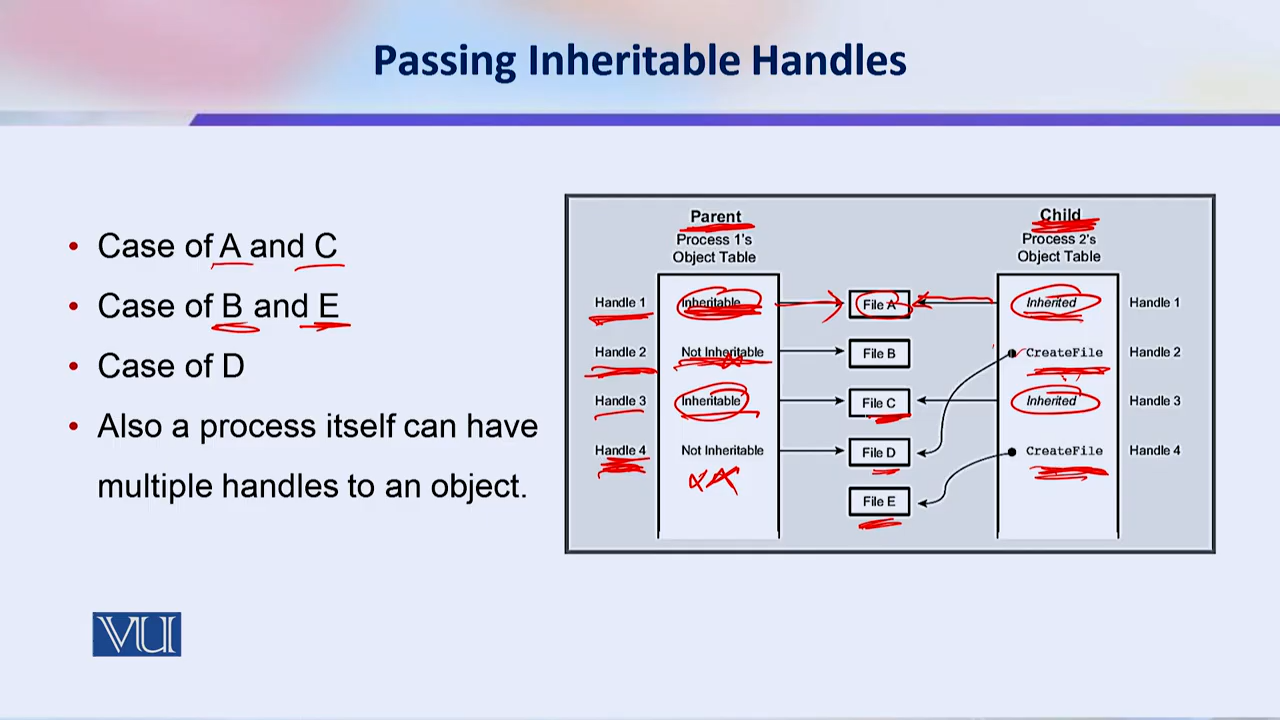 Passing Inheritable Handles
• Case of A and C
• Case of B and E
• Case of D
• Also a process itself can have
multiple handles to an object.
Parent
Process 1's
Object Table
Child
Process 2's
Object Table
Handle 1 Inheritable File A Inherited Handle 1
Handle 2 Not Inheritable File B CreateFile Handle 2
Handle 3 Inheritable File C Inherited Handle 3
Handle 4 Not Inheritable File D CreateFile Handle 4
File E
VU